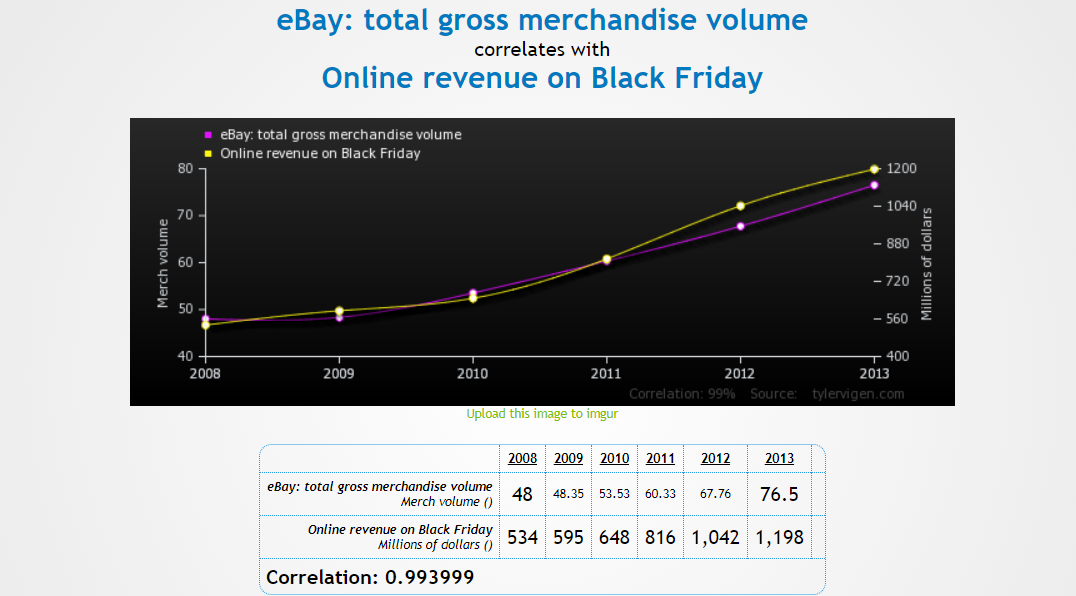 eBay: total gross merchandise volume
correlates with
Online revenue on Black Friday
eBay: total gross merchandise volume
Online revenue on Black Friday
80
70
60
50
40
Merch volume
1200
1040
880
720
560
400
Millions of dollars
2008 2009 2010 2011 2012 2013
Correlation: 99% Source: tylervigen.com
Upload this image to imgur
2008 2009 2010 2011 2012 2013
eBay: total gross merchandise volume
Merch volume ()
48 48.35 53.53 60.33 67.76 76.5
Online revenue on Black Friday
Millions of dollars ()
534 595 648 816 1,042 1,198
Correlation: 0.993999